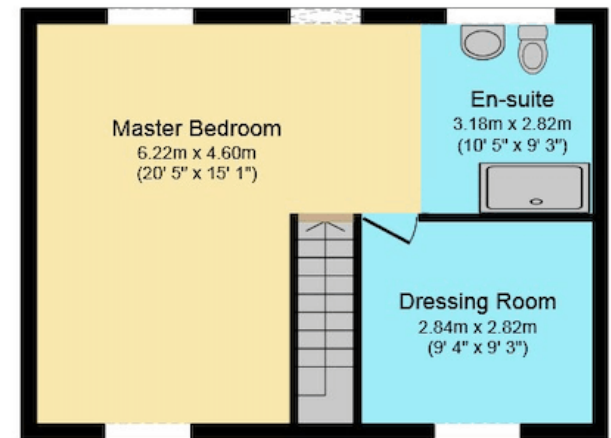 Master Bedroom
6.22m x 4.60m
(20' 5" x 15' 1")
En-suite
3.18m x 2.82m
(10' 5" x 9' 3")
Dressing Room
2.84m x 2.82m
(9' 4" x 9' 3")